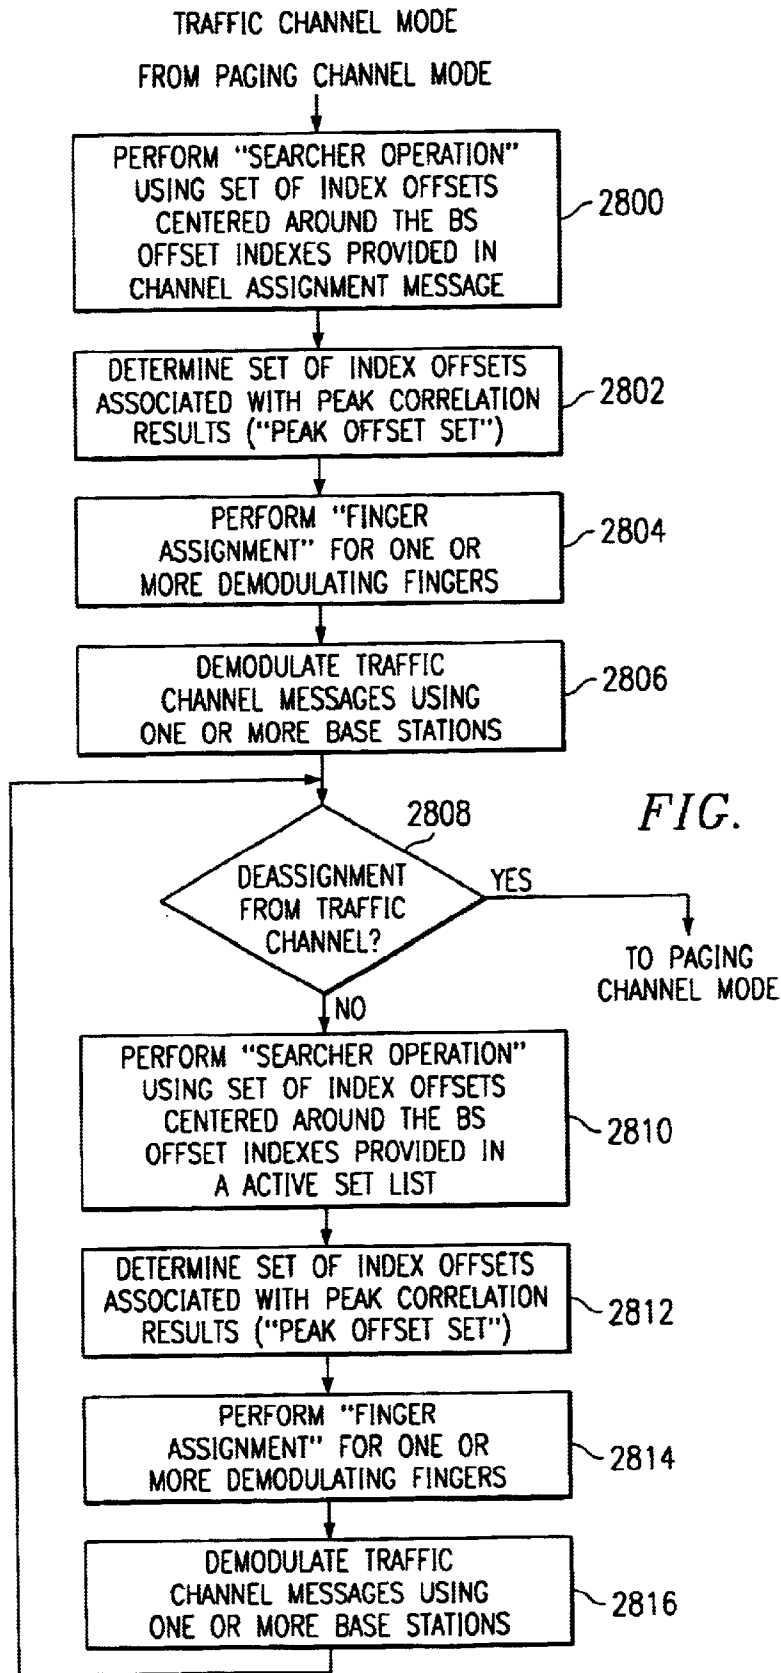 TRAFFIC CHANNEL MODE
FROM PAGING CHANNEL MODE
PERFORM "SEARCHER OPERATION"
USING SET OF INDEX OFFSETS
CENTERED AROUND THE BS
OFFSET INDEXES PROVIDED IN
CHANNEL ASSIGNMENT MESSAGE
2800
DETERMINE SET OF INDEX OFFSETS
ASSOCIATED WITH PEAK CORRELATION
RESULTS ("PEAK OFFSET SET")
2802
PERFORM "FINGER
ASSIGNMENT" FOR ONE OR
MORE DEMODULATING FINGERS
2804
DEMODULATE TRAFFIC
CHANNEL MESSAGES USING
ONE OR MORE BASE STATIONS
2806
FIG.
2808
DEASSIGNMENT
FROM TRAFFIC
CHANNEL?
YES
TO PAGING
CHANNEL MODE
NO
PERFORM "SEARCHER OPERATION"
USING SET OF INDEX OFFSETS
CENTERED AROUND THE BS
OFFSET INDEXES PROVIDED IN
A ACTIVE SET LIST
2810
DETERMINE SET OF INDEX OFFSETS
ASSOCIATED WITH PEAK CORRELATION
RESULTS ("PEAK OFFSET SET")
2812
PERFORM "FINGER
ASSIGNMENT" FOR ONE OR
MORE DEMODULATING FINGERS
2814
DEMODULATE TRAFFIC
CHANNEL MESSAGES USING
ONE OR MORE BASE STATIONS
2816